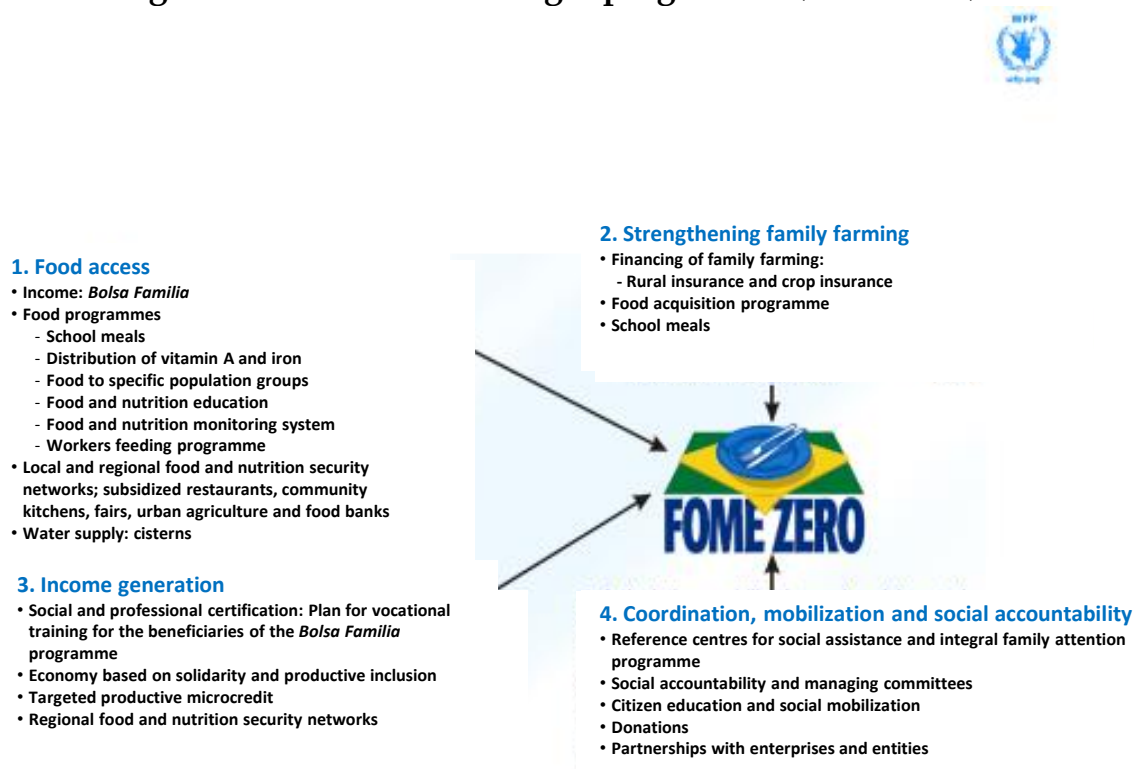 WFP
wfp.org
2. Strengthening family farming
• Financing of family farming:
- Rural insurance and crop insurance
• Food acquisition programme
• School meals
1. Food access
• Income: Bolsa Familia
• Food programmes
- School meals
- Distribution of vitamin A and iron
- Food to specific population groups
- Food and nutrition education
- Food and nutrition monitoring system
- Workers feeding programme
• Local and regional food and nutrition security
networks; subsidized restaurants, community
kitchens, fairs, urban agriculture and food banks
• Water supply: cisterns
FOME ZERO
3. Income generation
• Social and professional certification: Plan for vocational
training for the beneficiaries of the Bolsa Familia
programme
• Economy based on solidarity and productive inclusion
• Targeted productive microcredit
• Regional food and nutrition security networks
4. Coordination, mobilization and social accountability
• Reference centres for social assistance and integral family attention
programme
• Social accountability and managing committees
• Citizen education and social mobilization
• Donations
• Partnerships with enterprises and entities